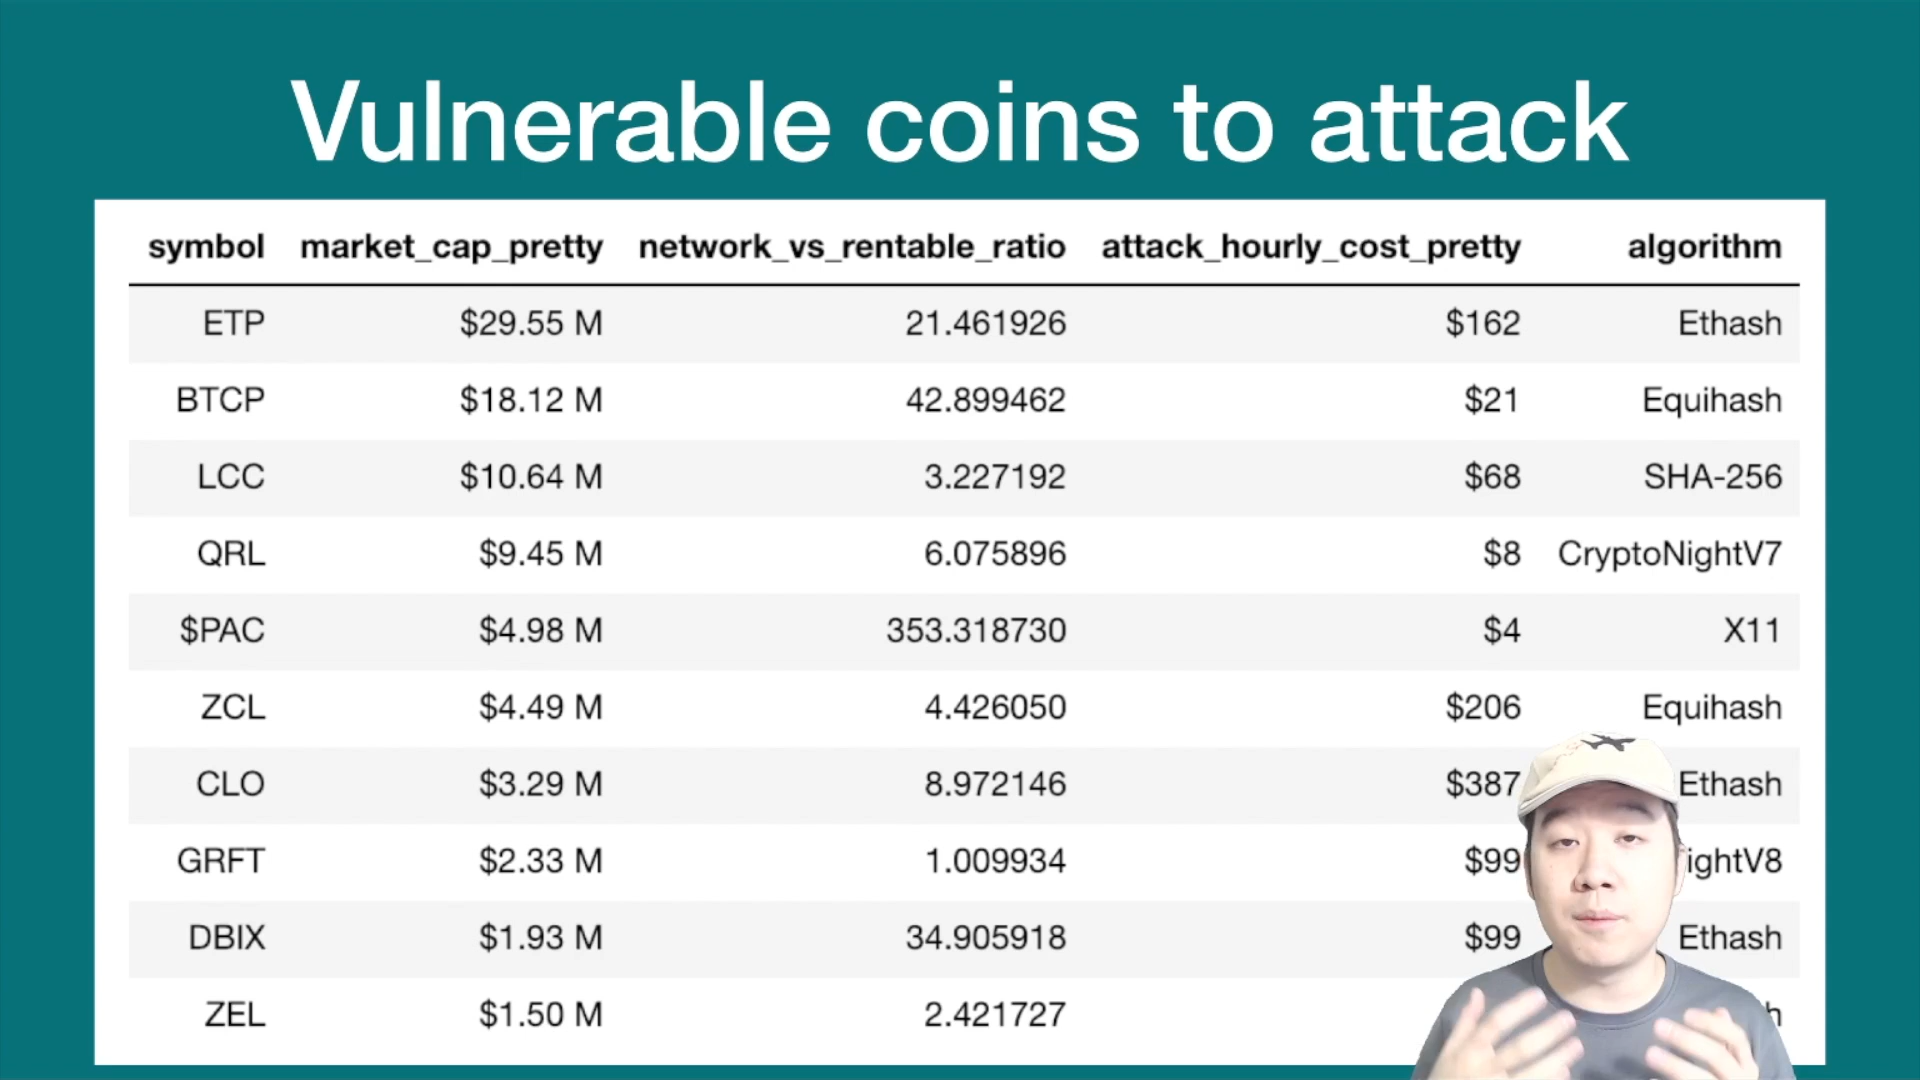 Vulnerable coins to attack
symbol market_cap_pretty network_vs_rentable_ratio attack_hourly_cost_pretty algorithm
ETP $29.55 M 21.461926 $162 Ethash
BTCP $18.12 M 42.899462 $21 Equihash
LCC $10.64 M 3.227192 $68 SHA-256
QRL $9.45 M 6.075896 $8 CryptoNightV7
$PAC $4.98 M 353.318730 $4 X11
ZCL $4.49 M 4.426050 $206 Equihash
CLO $3.29 M 8.972146 $387 Ethash
GRFT $2.33 M 1.009934 $99 ightV8
DBIX $1.93 M 34.905918 $99 Ethash
ZEL $1.50 M 2.421727